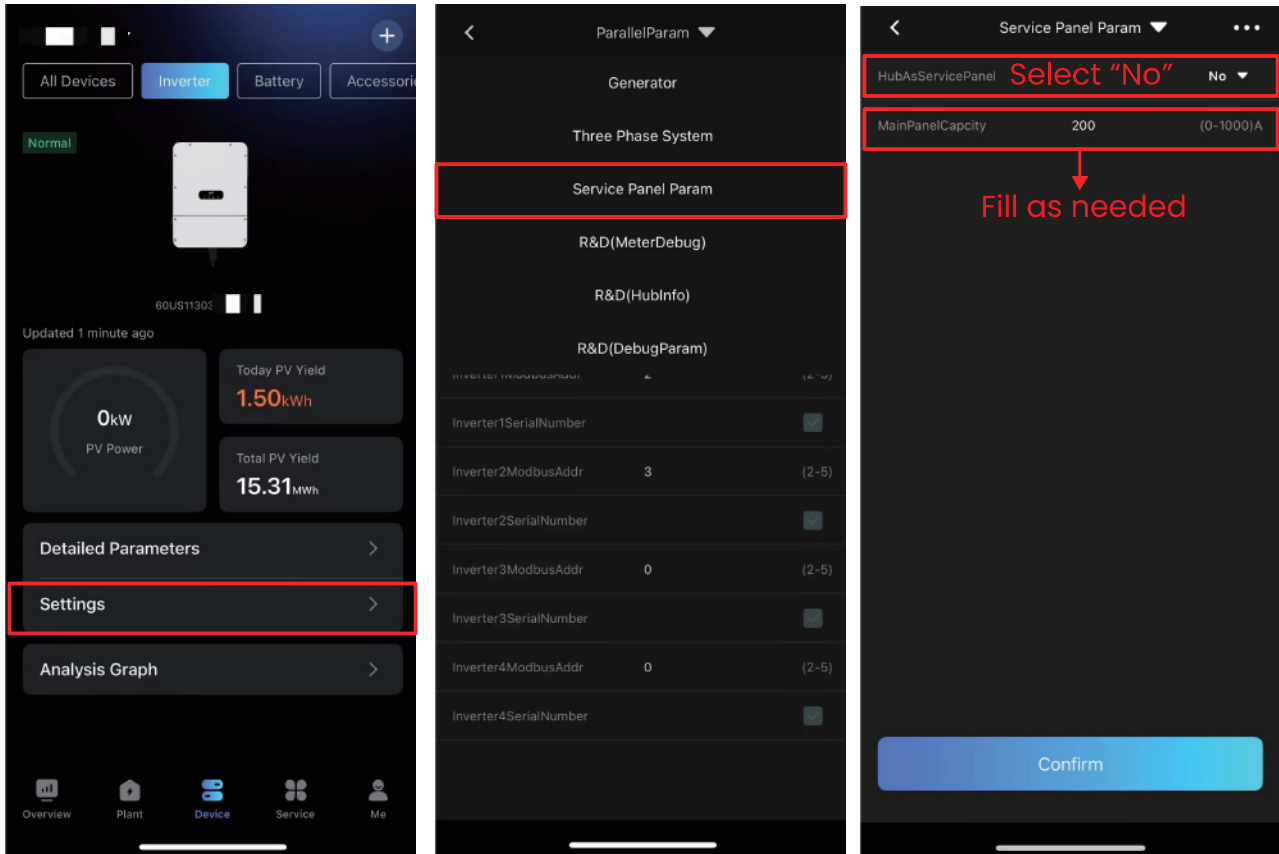 All Devices
Inverter
Battery
Accessori
Normal
60US11303
Updated 1 minute ago
0kW
PV Power
Today PV Yield
1.50kWh
Total PV Yield
15.31MWh
Detailed Parameters
Settings
Analysis Graph
Overview
Plant
Device
Service
Me
ParallelParam
Generator
Three Phase System
Service Panel Param
R&D(MeterDebug)
R&D(HubInfo)
R&D(DebugParam)
Inverter1ModbusAddr 2 (2-5)
Inverter1SerialNumber
Inverter2ModbusAddr 3 (2-5)
Inverter2SerialNumber
Inverter3ModbusAddr 0 (2-5)
Inverter3SerialNumber
Inverter4ModbusAddr 0 (2-5)
Inverter4SerialNumber
Service Panel Param
HubAsServicePanel Select “No” No
MainPanelCapcity 200 (0-1000)A
Fill as needed
Confirm